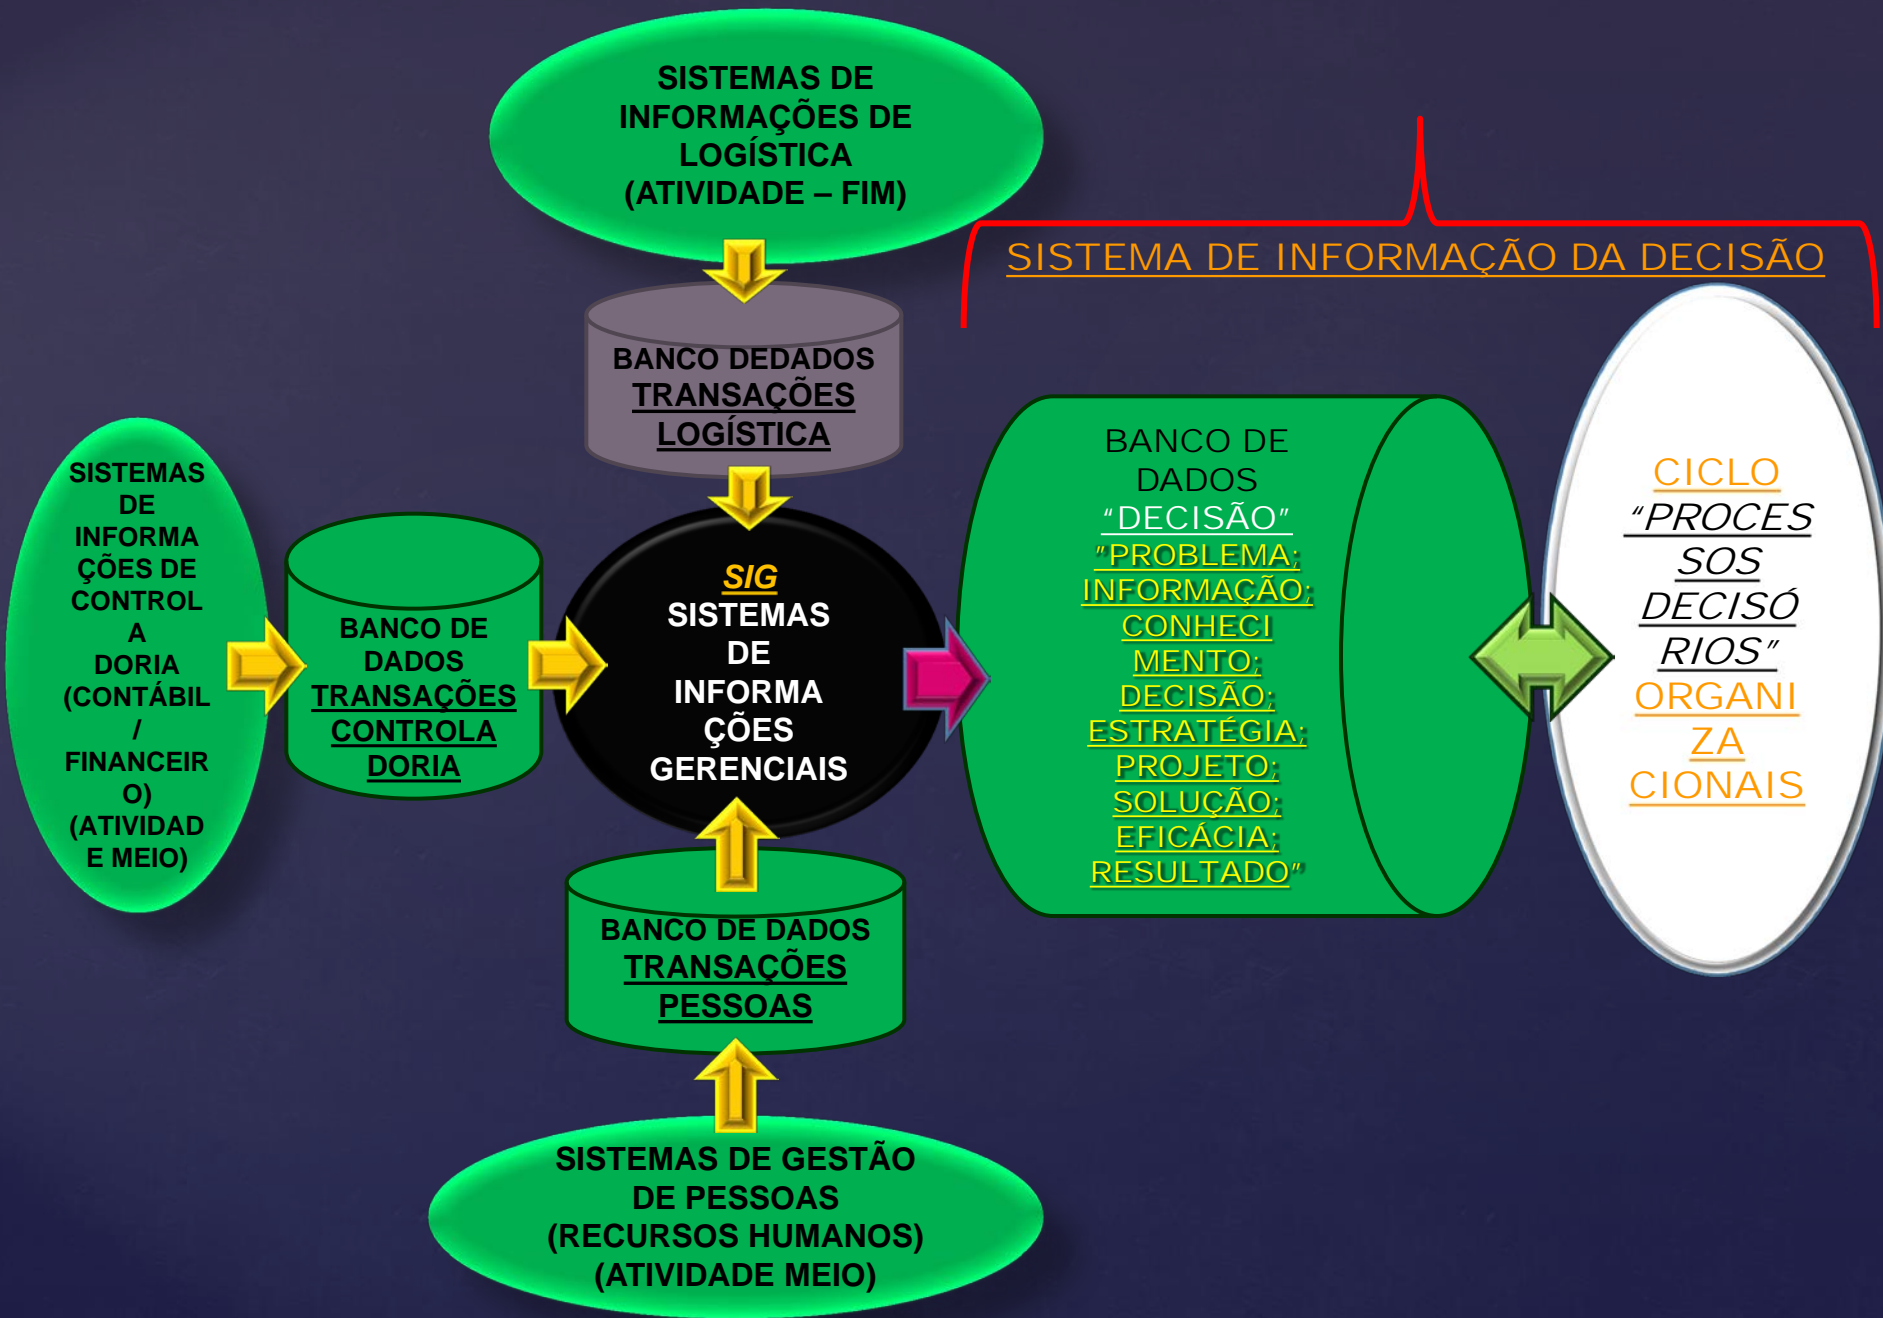 SISTEMAS DE
INFORMAÇÕES DE
LOGÍSTICA
(ATIVIDADE – FIM)
SISTEMA DE INFORMAÇÃO DA DECISÃO
BANCO DEDADOS
TRANSAÇÕES
LOGÍSTICA
SISTEMAS
DE
INFORMA
ÇÕES DE
CONTROL
A
DORIA
(CONTÁBIL
/
FINANCEIR
O)
(ATIVIDAD
E MEIO)
BANCO DE
DADOS
TRANSAÇÕES
CONTROLA
DORIA
SIG
SISTEMAS
DE
INFORMA
ÇÕES
GERENCIAIS
BANCO DE
DADOS
“DECISÃO”
”PROBLEMA;
INFORMAÇÃO;
CONHECI
MENTO;
DECISÃO;
ESTRATÉGIA;
PROJETO;
SOLUÇÃO;
EFICÁCIA;
RESULTADO”
CICLO
“PROCES
SOS
DECISÓ
RIOS”
ORGANI
ZA
CIONAIS
BANCO DE DADOS
TRANSAÇÕES
PESSOAS
SISTEMAS DE GESTÃO
DE PESSOAS
(RECURSOS HUMANOS)
(ATIVIDADE MEIO)